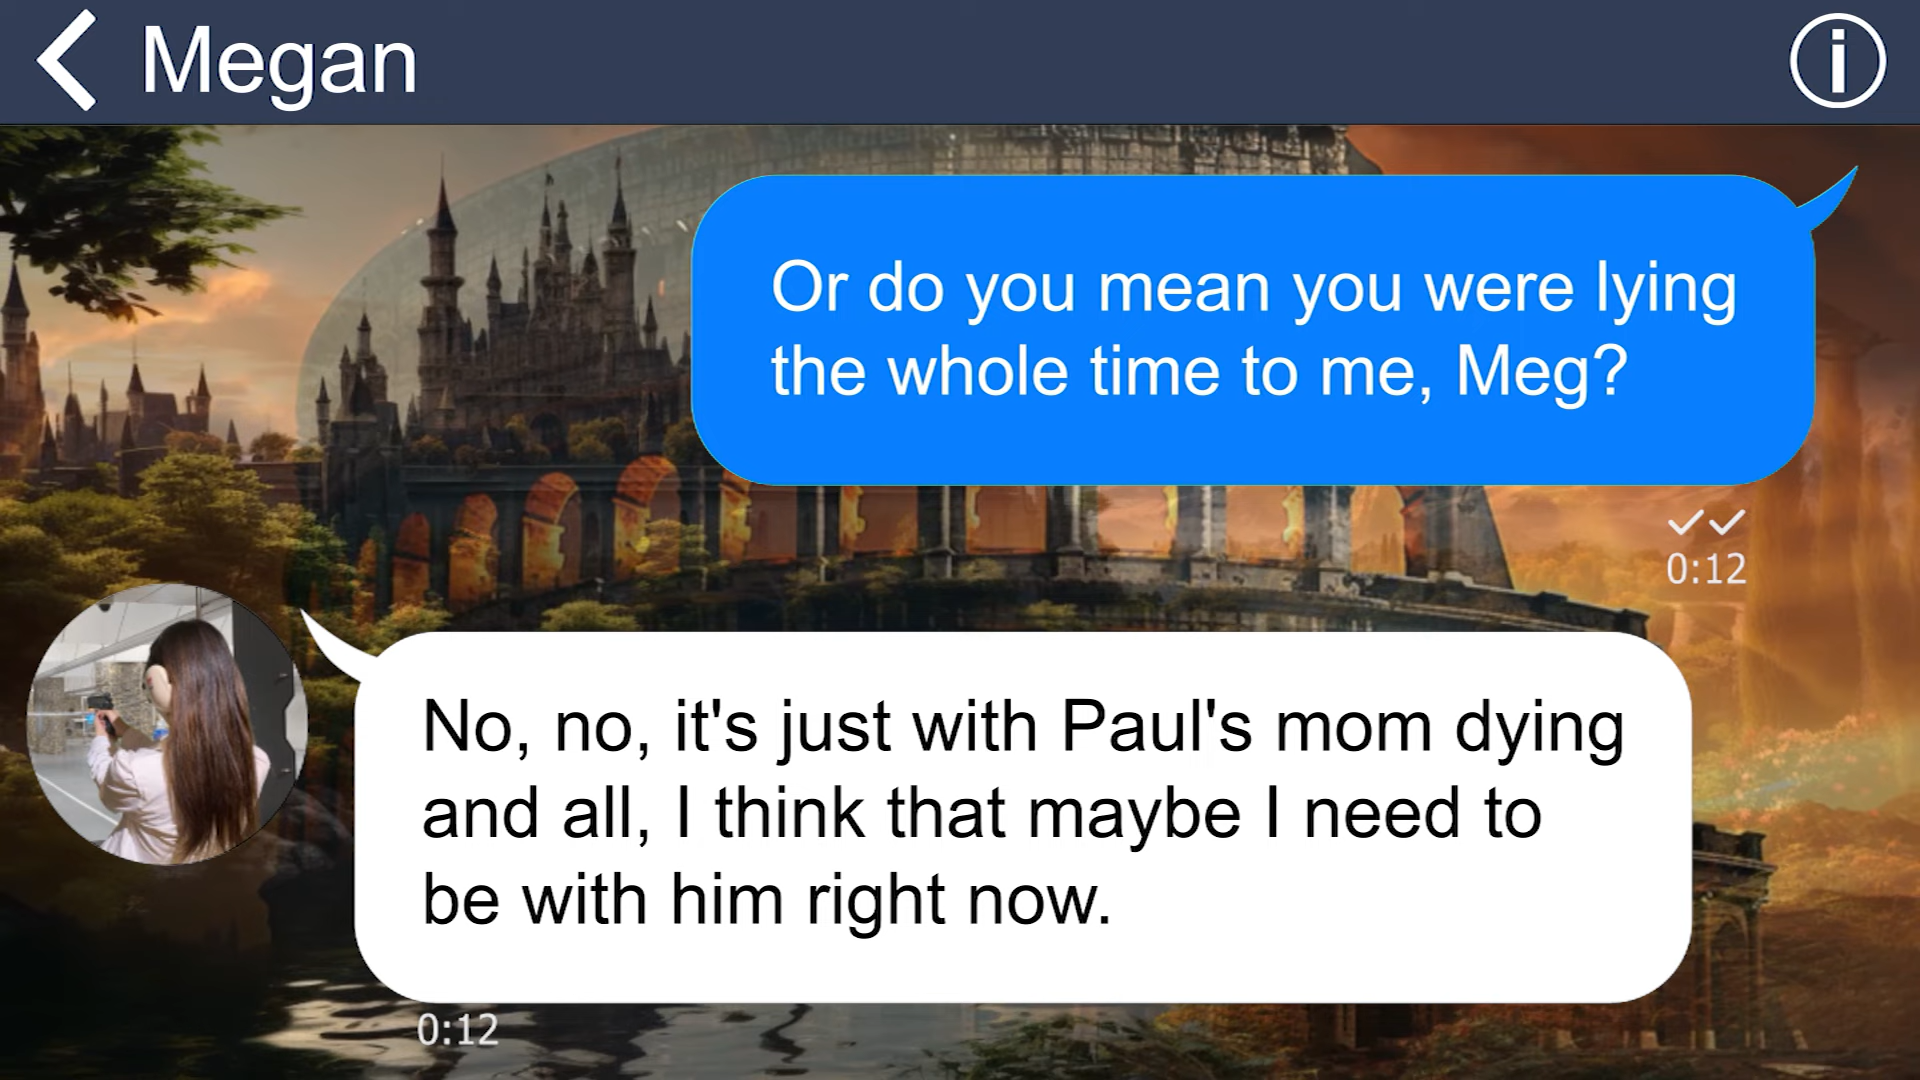 Megan
Or do you mean you were lying
the whole time to me, Meg?
0:12
No, no, it's just with Paul's mom dying
and all, I think that maybe I need to
be with him right now.
0:12